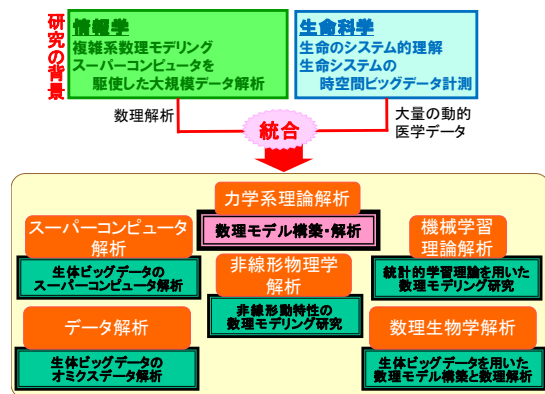 研究の背景
情報学
複雑系数理モデリング
スーパーコンピュータを
駆使した大規模データ解析
生命科学
生命のシステム的理解
生命システムの
時空間ビッグデータ計測
数理解析
統合
大量の動的
医学データ
力学系理論解析
数理モデル構築・解析
スーパーコンピュータ
解析
生体ビッグデータの
スーパーコンピュータ解析
機械学習
理論解析
統計的学習理論を用いた
数理モデリング研究
非線形物理学
解析
非線形動特性の
数理モデリング研究
データ解析
生体ビッグデータの
オミクスデータ解析
数理生物学解析
生体ビッグデータを用いた
数理モデル構築と数理解析